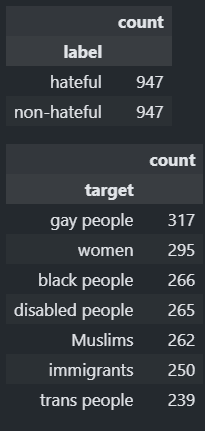 count
label
hateful 947
non-hateful 947
count
target
gay people 317
women 295
black people 266
disabled people 265
Muslims 262
immigrants 250
trans people 239